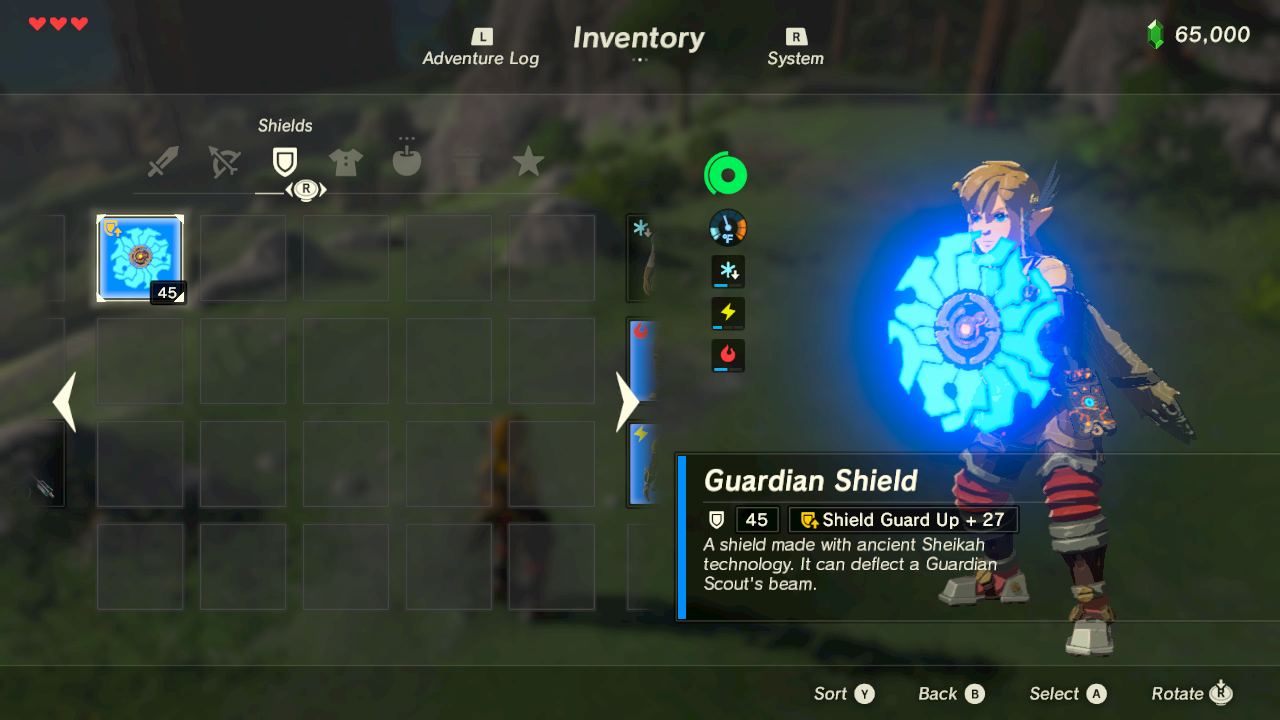 L
Adventure Log
Inventory
R
System
65,000
Shields
R
45
°F
Guardian Shield
45 Shield Guard Up + 27
A shield made with ancient Sheikah
technology. It can deflect a Guardian
Scout's beam.
Sort Y
Back B
Select A
Rotate R